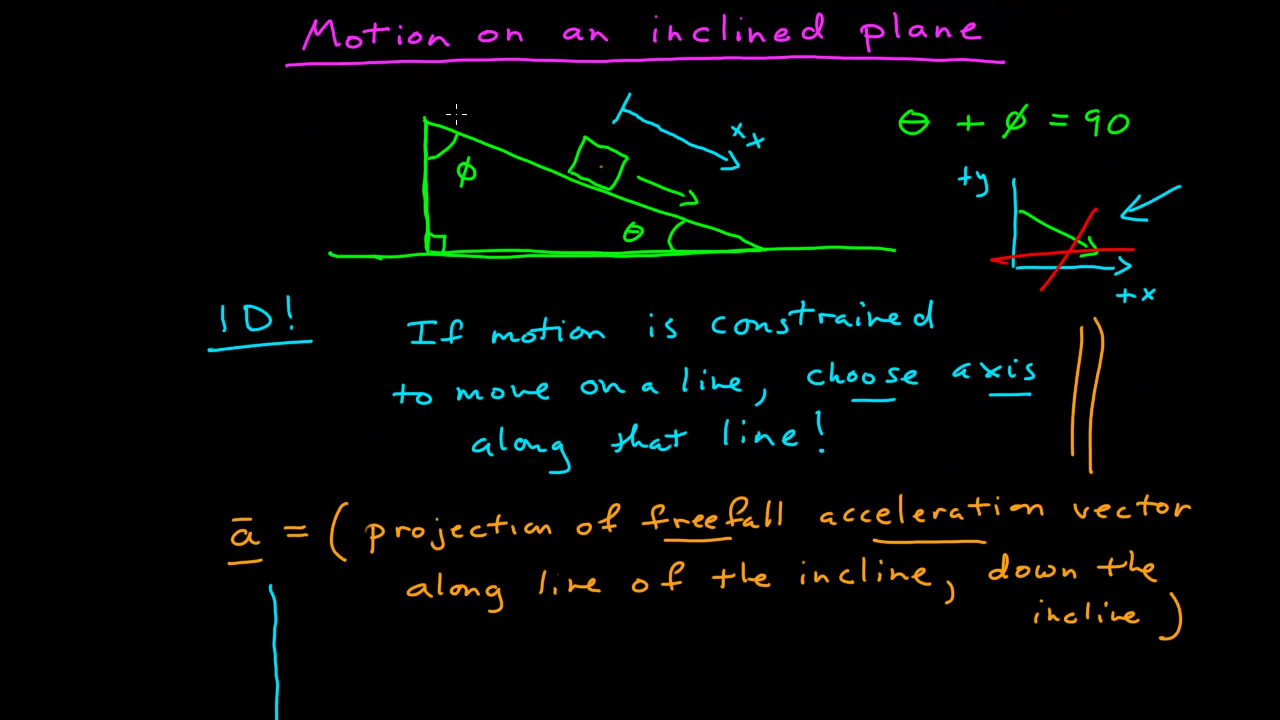 Motion on an inclined plane
θ + φ = 90
x x
+y
φ
θ
+x
1D!
If motion is constrained
to move on a line, choose axis
along that line!
a̅ = (projection of freefall acceleration vector
along line of the incline, down the
incline)